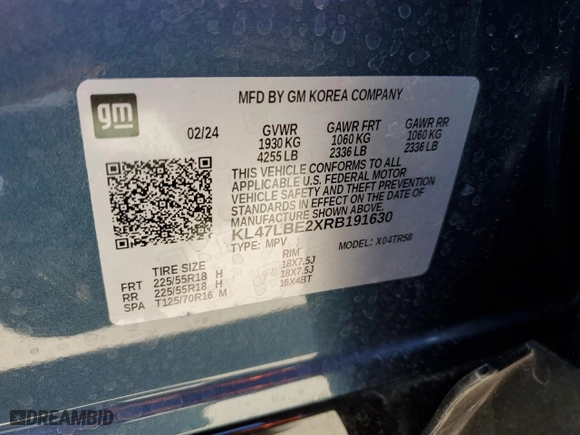 gm
MFD BY GM KOREA COMPANY
02/24 GVWR GAWR FRT GAWR RR
1930 KG 1060 KG 1060 KG
4255 LB 2336 LB 2336 LB
THIS VEHICLE CONFORMS TO ALL
APPLICABLE U.S. FEDERAL MOTOR
VEHICLE SAFETY AND THEFT PREVENTION
STANDARDS IN EFFECT ON THE DATE OF
MANUFACTURE SHOWN ABOVE.
KL47LBE2XRB191630
TYPE: MPV MODEL: X04TR58
TIRE SIZE RIM
FRT 225/55R18 H 18X7.5J
RR 225/55R18 H 18X7.5J
SPA T125/70R16 M 16X4BT
DREAMBID